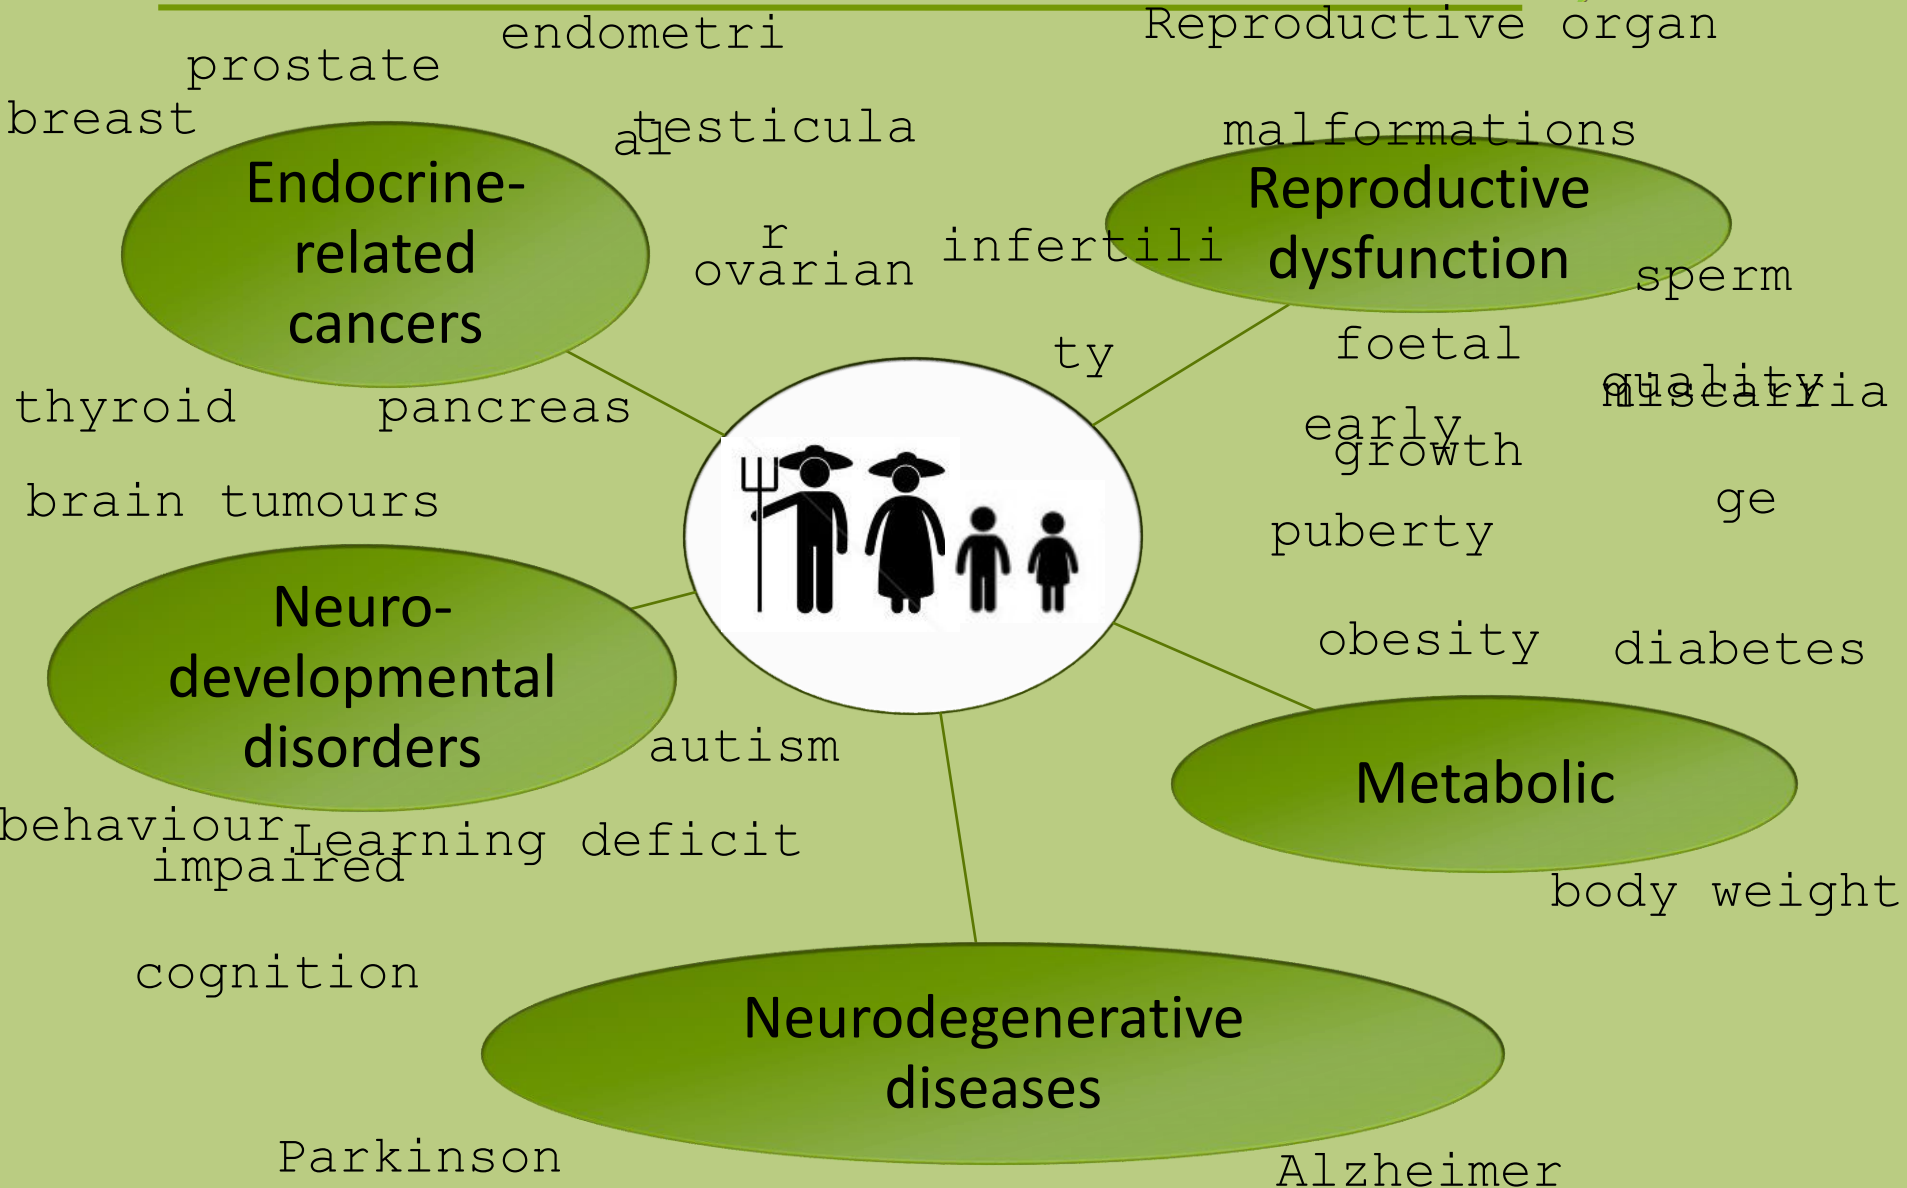 endometri
al
prostate
breast
testicula
r
ovarian
Endocrine-
related
cancers
thyroid
pancreas
brain tumours
Reproductive organ
malformations
Reproductive
dysfunction
infertili
ty
sperm
quality
foetal
growth
miscarria
ge
early
puberty
Neuro-
developmental
disorders
autism
behaviour
Learning deficit
impaired
cognition
obesity
diabetes
Metabolic
body weight
Neurodegenerative
diseases
Parkinson
Alzheimer